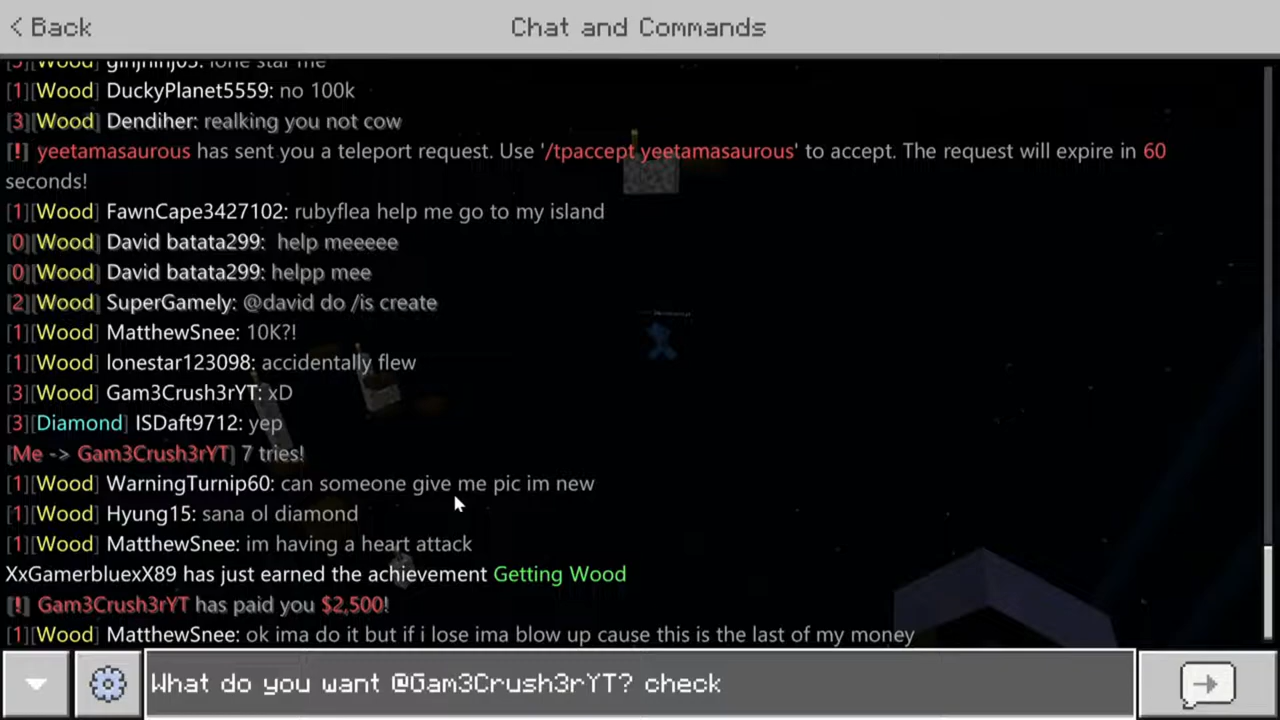 < Back
Chat and Commands
[3][Wood] ginjninj03: lone star me
[1][Wood] DuckyPlanet5559: no 100k
[3][Wood] Dendiher: realking you not cow
[!] yeetamasaurous has sent you a teleport request. Use '/tpaccept yeetamasaurous' to accept. The request will expire in 60
seconds!
[1][Wood] FawnCape3427102: rubyflea help me go to my island
[0][Wood] David batata299: help meeeee
[0][Wood] David batata299: helpp mee
[2][Wood] SuperGamely: @david do /is create
[1][Wood] MatthewSnee: 10K?!
[1][Wood] lonestar123098: accidentally flew
[3][Wood] Gam3Crush3rYT: xD
[3][Diamond] ISDaft9712: yep
[Me -> Gam3Crush3rYT] 7 tries!
[1][Wood] WarningTurnip60: can someone give me pic im new
[1][Wood] Hyung15: sana ol diamond
[1][Wood] MatthewSnee: im having a heart attack
XxGamerbluexX89 has just earned the achievement Getting Wood
[!] Gam3Crush3rYT has paid you $2,500!
[1][Wood] MatthewSnee: ok ima do it but if i lose ima blow up cause this is the last of my money
What do you want @Gam3Crush3rYT? check